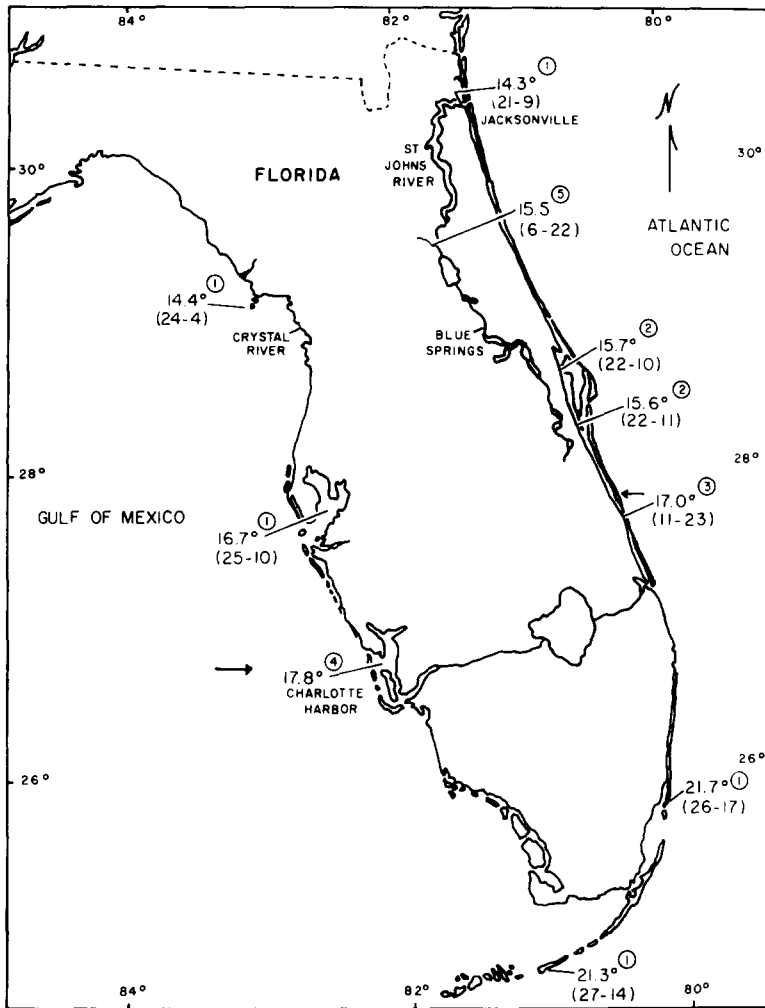 84°
82°
80°
①
14.3°
(21-9)
JACKSONVILLE
N
30°
30°
FLORIDA
ST
JOHNS
RIVER
⑤
15.5
(6-22)
ATLANTIC
OCEAN
①
14.4°
(24-4)
CRYSTAL
RIVER
BLUE
SPRINGS
②
15.7°
(22-10)
②
15.6°
(22-11)
28°
28°
③
17.0°
(11-23)
GULF OF MEXICO
①
16.7°
(25-10)
④
17.8°
CHARLOTTE
HARBOR
26°
26°
①
21.7°
(26-17)
①
21.3°
(27-14)
84°
82°
80°